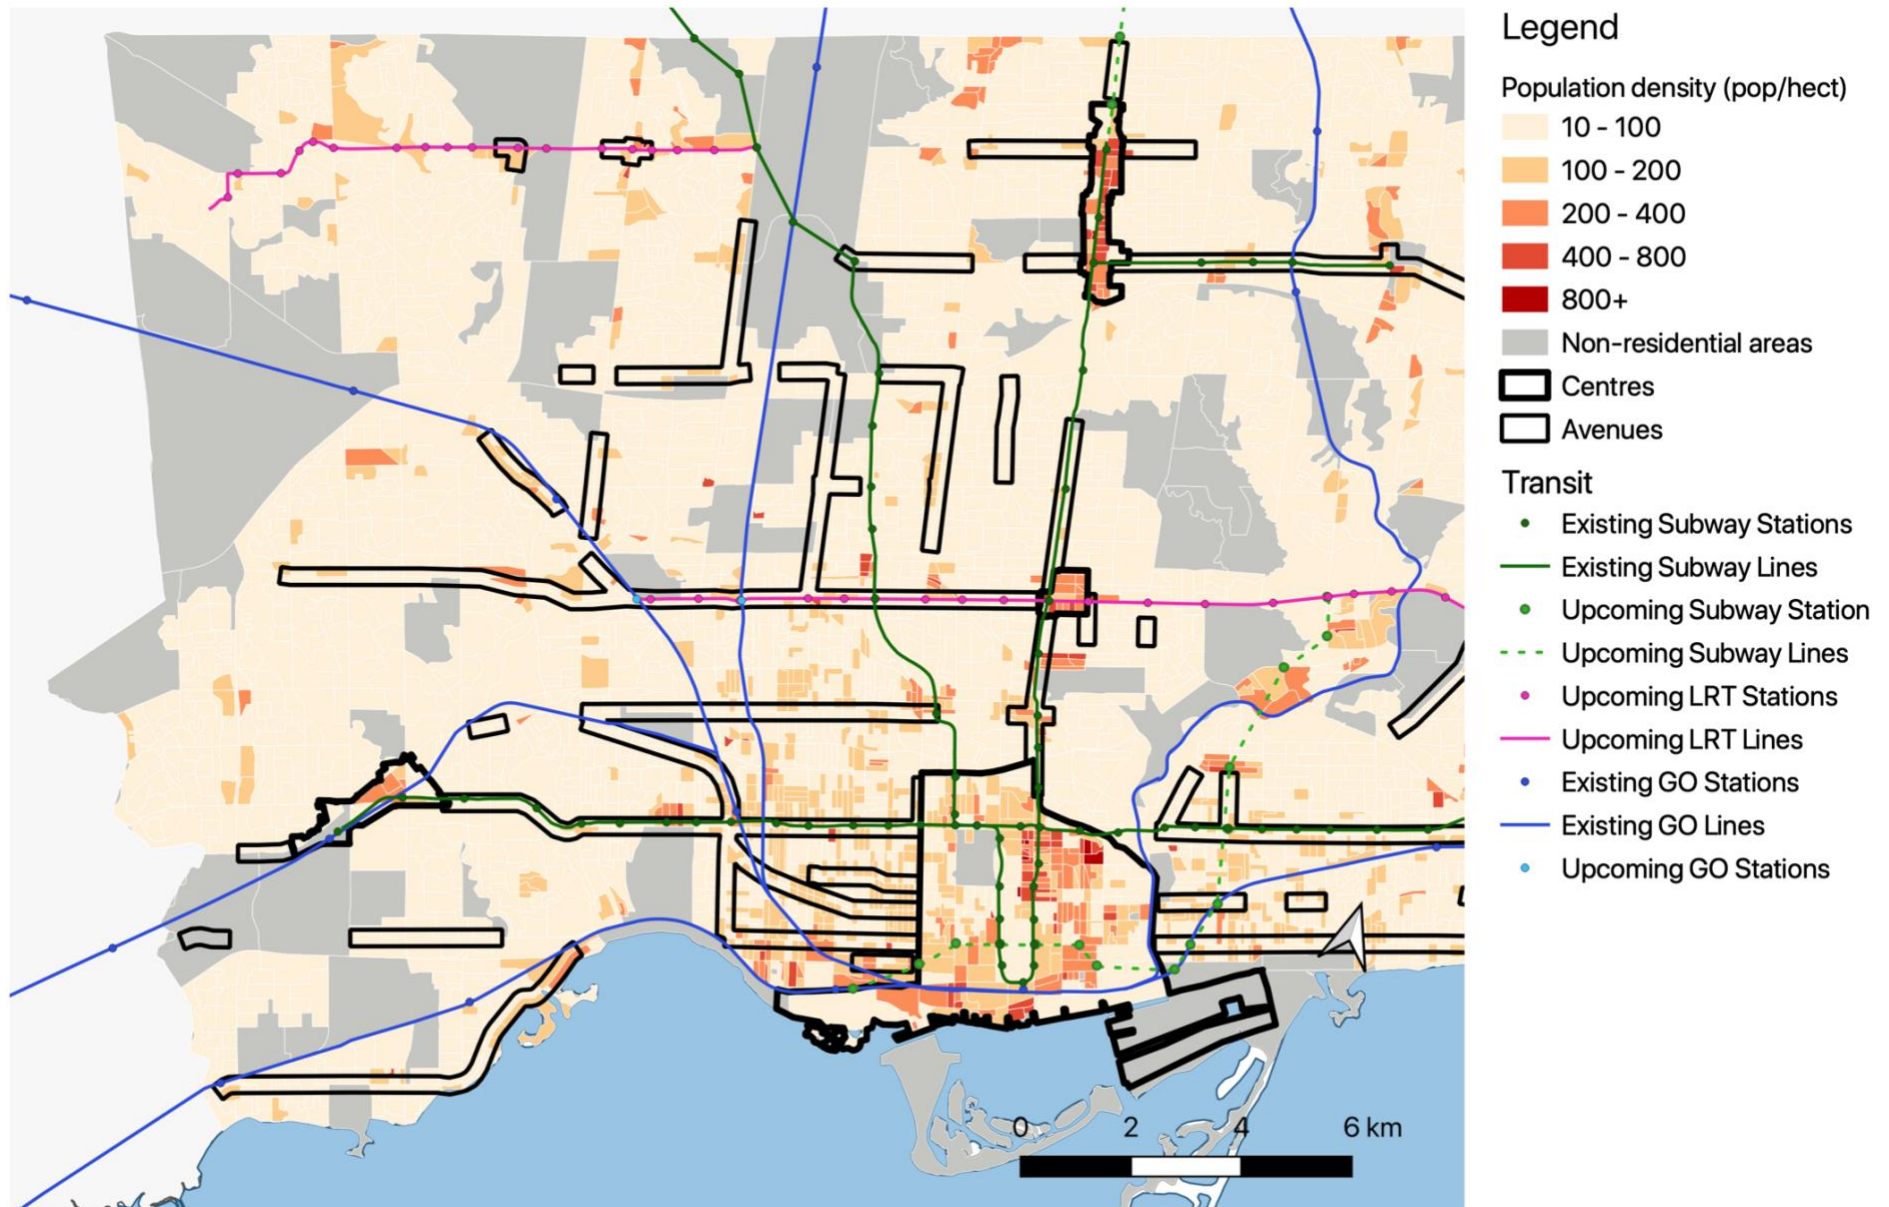 Legend
Population density (pop/hect)
10 - 100
100 - 200
200 - 400
400 - 800
800+
Non-residential areas
Centres
Avenues
Transit
Existing Subway Stations
Existing Subway Lines
Upcoming Subway Station
Upcoming Subway Lines
Upcoming LRT Stations
Upcoming LRT Lines
Existing GO Stations
Existing GO Lines
Upcoming GO Stations
0 2 4 6 km